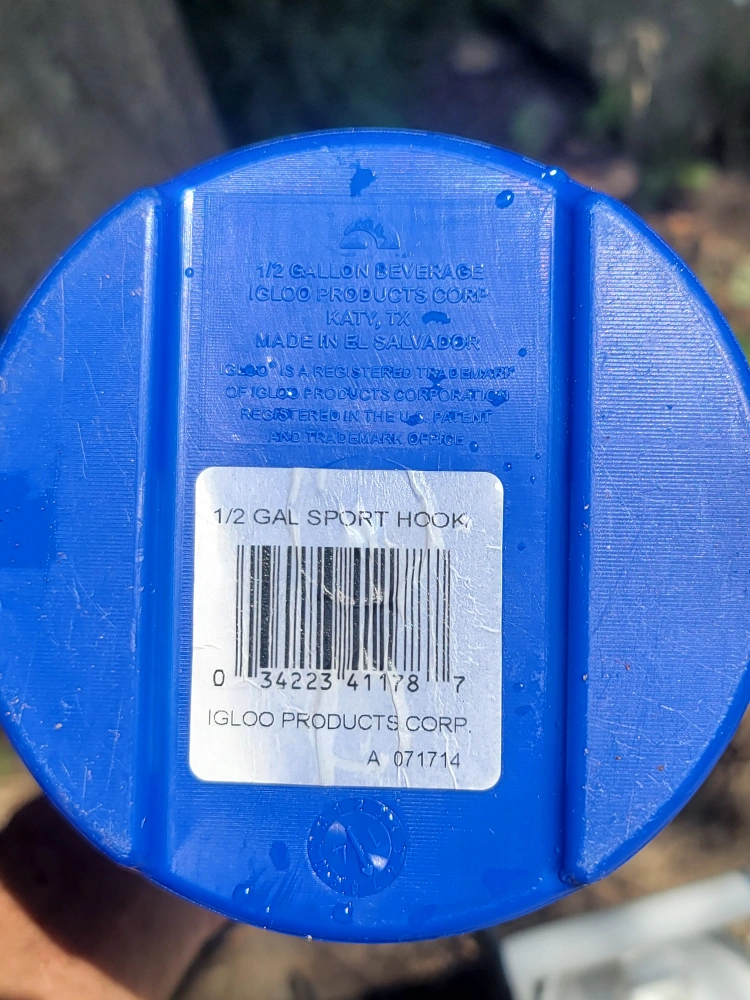 1/2 GALLON BEVERAGE
IGLOO PRODUCTS CORP
KATY, TX
MADE IN EL SALVADOR
IGLOO® IS A REGISTERED TRADEMARK
OF IGLOO PRODUCTS CORPORATION
REGISTERED IN THE U.S. PATENT
AND TRADEMARK OFFICE
1/2 GAL SPORT HOOK
0 34223 41178 7
IGLOO PRODUCTS CORP.
A 071714